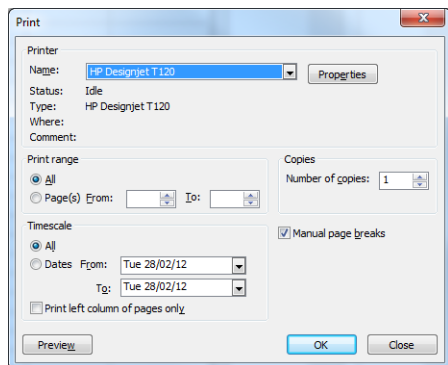 Print
Printer
Name: HP Designjet T120 Properties
Status: Idle
Type: HP Designjet T120
Where:
Comment:
Print range
All
Page(s) From: To:
Copies
Number of copies: 1
Timescale
All
Dates From: Tue 28/02/12
To: Tue 28/02/12
Print left column of pages only
Manual page breaks
Preview OK Close